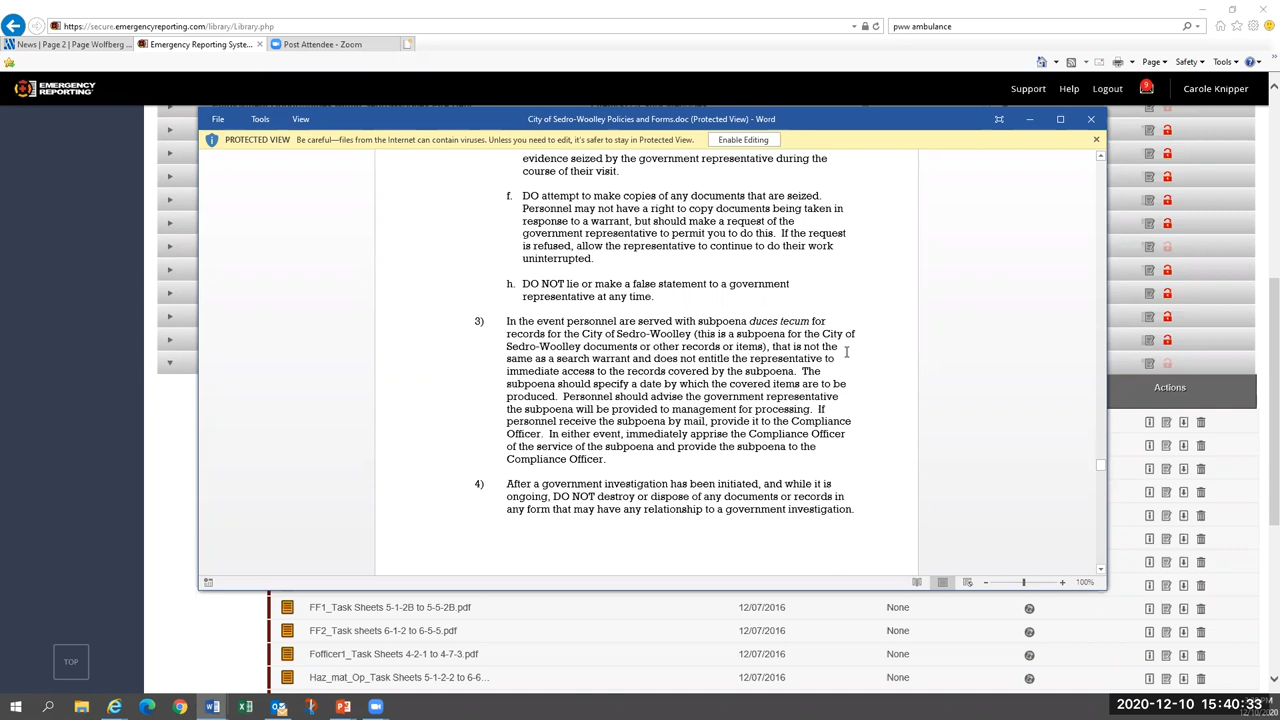 https://secure.emergencyreporting.com/library/Library.php
pww ambulance
News | Page 2 | Page Wolfberg ...
Emergency Reporting Syste...
Post Attendee - Zoom
Page
Safety
Tools
EMERGENCY
REPORTING
Support
Help
9
Logout
Carole Knipper
File
Tools
View
City of Sedro-Woolley Policies and Forms.doc (Protected View) - Word
PROTECTED VIEW Be careful—files from the Internet can contain viruses. Unless you need to edit, it's safer to stay in Protected View.
Enable Editing
evidence seized by the government representative during the
course of their visit.
f. DO attempt to make copies of any documents that are seized.
Personnel may not have a right to copy documents being taken in
response to a warrant, but should make a request of the
government representative to permit you to do this. If the request
is refused, allow the representative to continue to do their work
uninterrupted.
h. DO NOT lie or make a false statement to a government
representative at any time.
3) In the event personnel are served with subpoena duces tecum for
records for the City of Sedro-Woolley (this is a subpoena for the City of
Sedro-Woolley documents or other records or items), that is not the
same as a search warrant and does not entitle the representative to
immediate access to the records covered by the subpoena. The
subpoena should specify a date by which the covered items are to be
produced. Personnel should advise the government representative
the subpoena will be provided to management for processing. If
personnel receive the subpoena by mail, provide it to the Compliance
Officer. In either event, immediately apprise the Compliance Officer
of the service of the subpoena and provide the subpoena to the
Compliance Officer.
4) After a government investigation has been initiated, and while it is
ongoing, DO NOT destroy or dispose of any documents or records in
any form that may have any relationship to a government investigation.
Actions
100%
FF1_Task Sheets 5-1-2B to 5-5-2B.pdf 12/07/2016 None
FF2_Task sheets 6-1-2 to 6-5-5.pdf 12/07/2016 None
Fofficer1_Task Sheets 4-2-1 to 4-7-3.pdf 12/07/2016 None
Haz_mat_Op_Task Sheets 5-1-2-2 to 6-6... 12/07/2016 None
TOP
2020-12-10 15:40:33